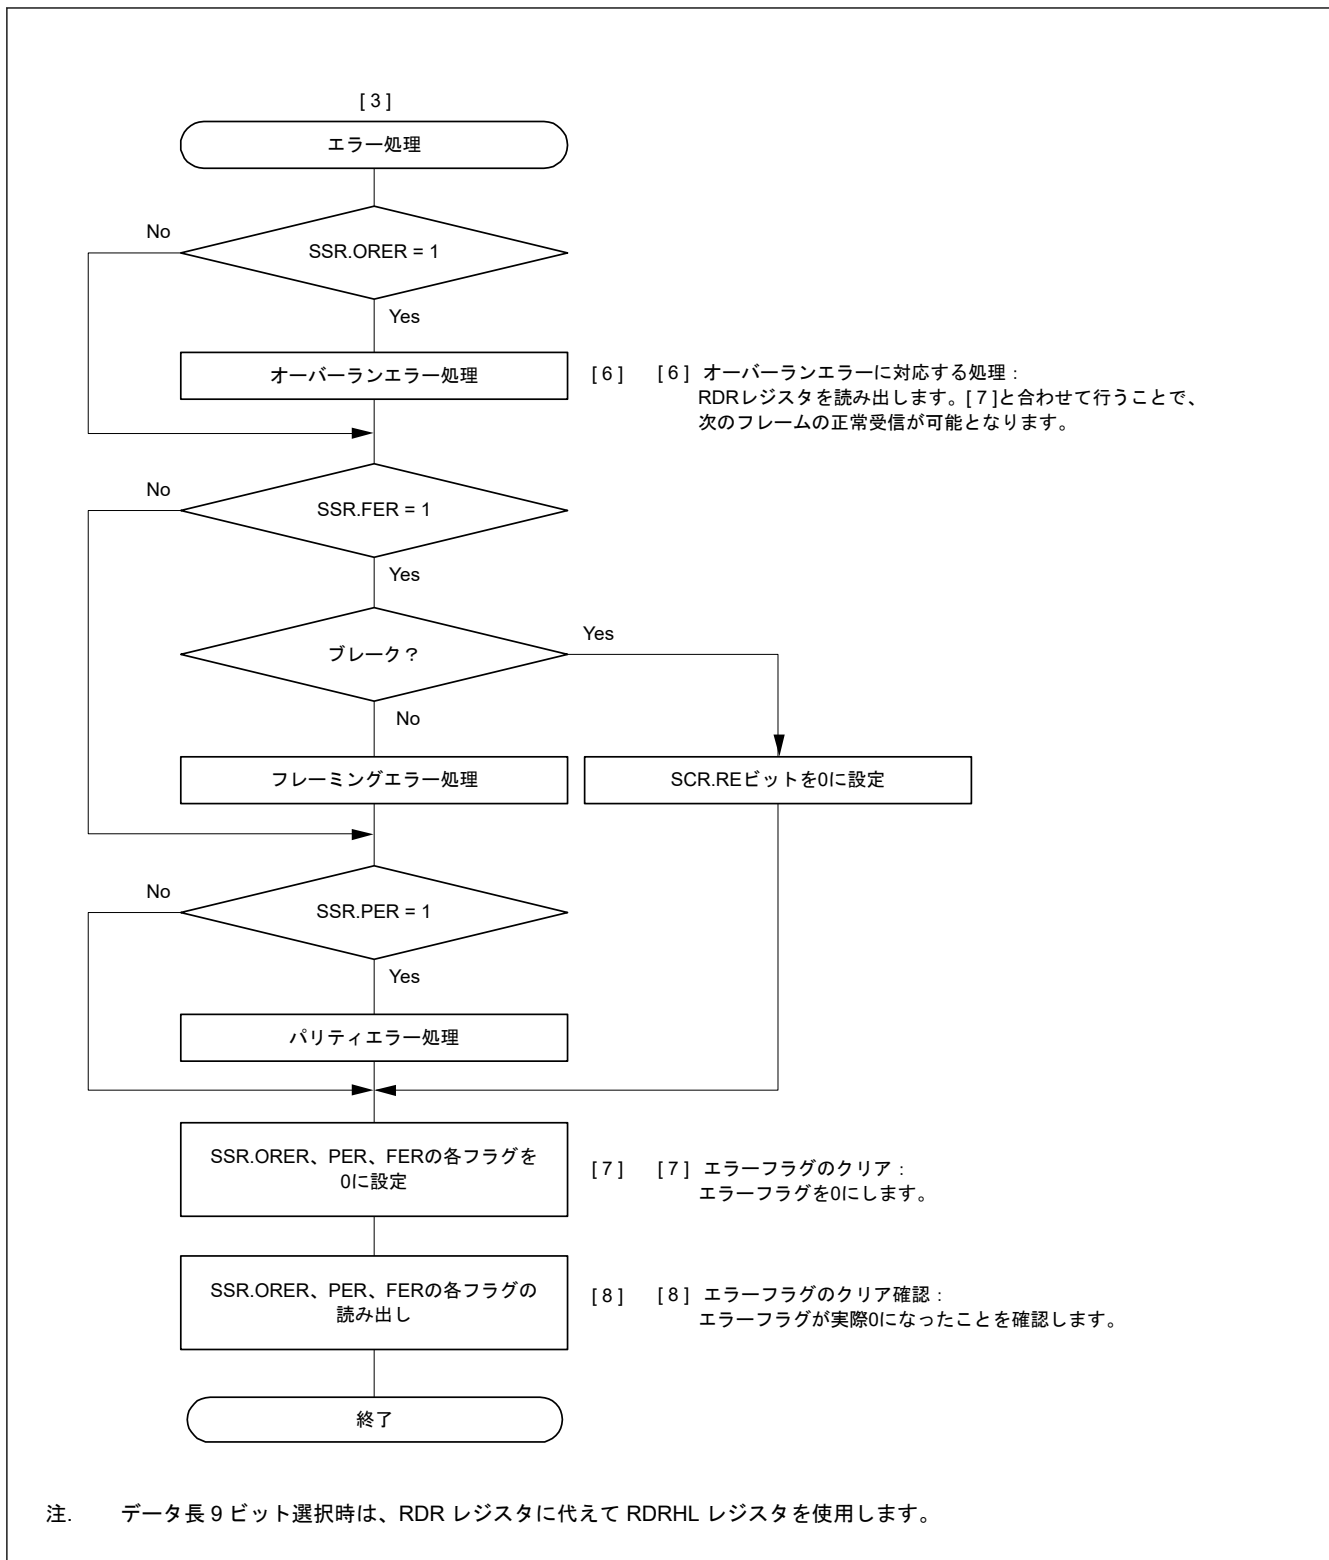 [ 3 ]
エラー処理
No
SSR.ORER = 1
Yes
オーバーランエラー処理
[ 6 ]
[ 6 ] オーバーランエラーに対応する処理：
RDRレジスタを読み出します。[ 7 ]と合わせて行うことで、
次のフレームの正常受信が可能となります。
No
SSR.FER = 1
Yes
ブレーク？
Yes
No
フレーミングエラー処理
SCR.REビットを0に設定
No
SSR.PER = 1
Yes
パリティエラー処理
SSR.ORER、PER、FERの各フラグを
0に設定
[ 7 ]
[ 7 ] エラーフラグのクリア：
エラーフラグを0にします。
SSR.ORER、PER、FERの各フラグの
読み出し
[ 8 ]
[ 8 ] エラーフラグのクリア確認：
エラーフラグが実際0になったことを確認します。
終了
注. データ長 9 ビット選択時は、RDR レジスタに代えて RDRHL レジスタを使用します。